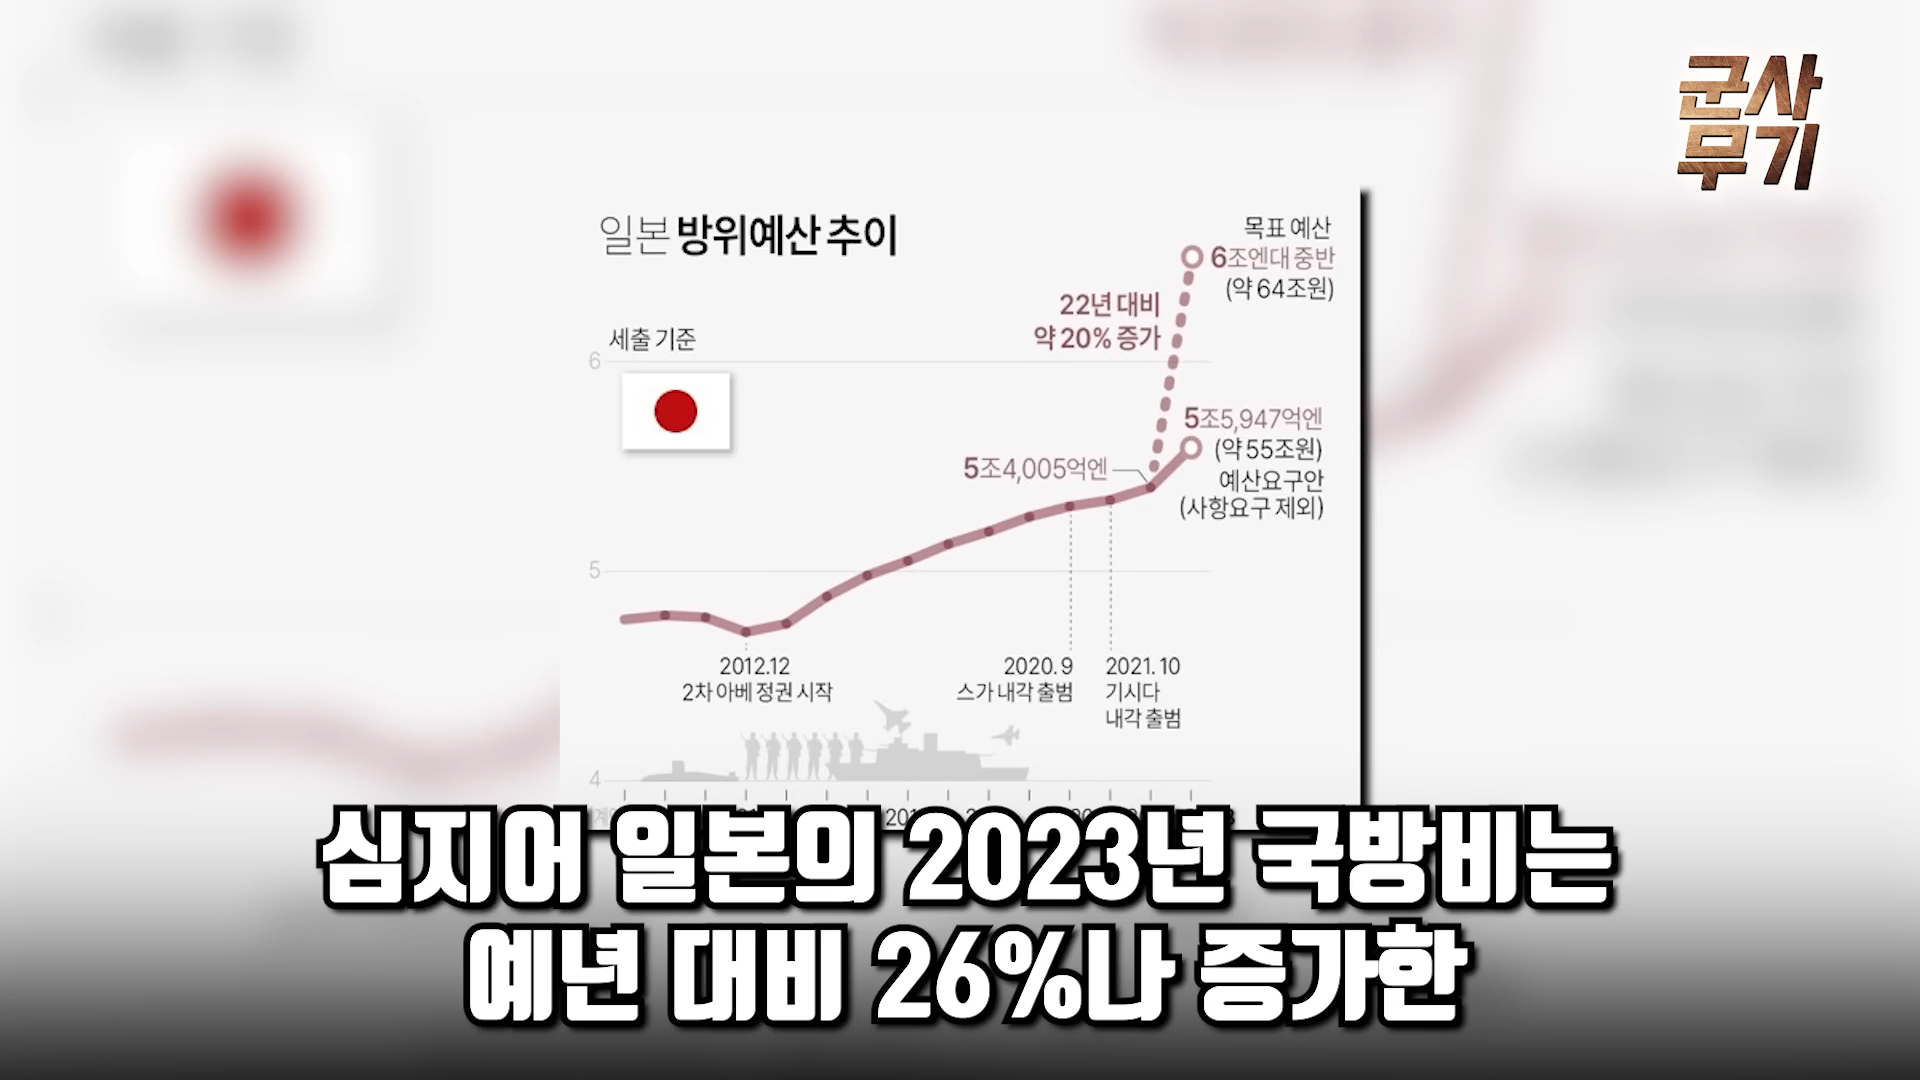 군사
무기
일본 방위예산 추이
목표 예산
6조엔대 중반
(약 64조원)
22년 대비
약 20% 증가
세출 기준
6
5조5,947억엔
(약 55조원)
예산요구안
(사항요구 제외)
5조4,005억엔
5
2012.12
2차 아베 정권 시작
2020. 9
스가 내각 출범
2021. 10
기시다
내각 출범
4
심지어 일본의 2023년 국방비는
예년 대비 26%나 증가한